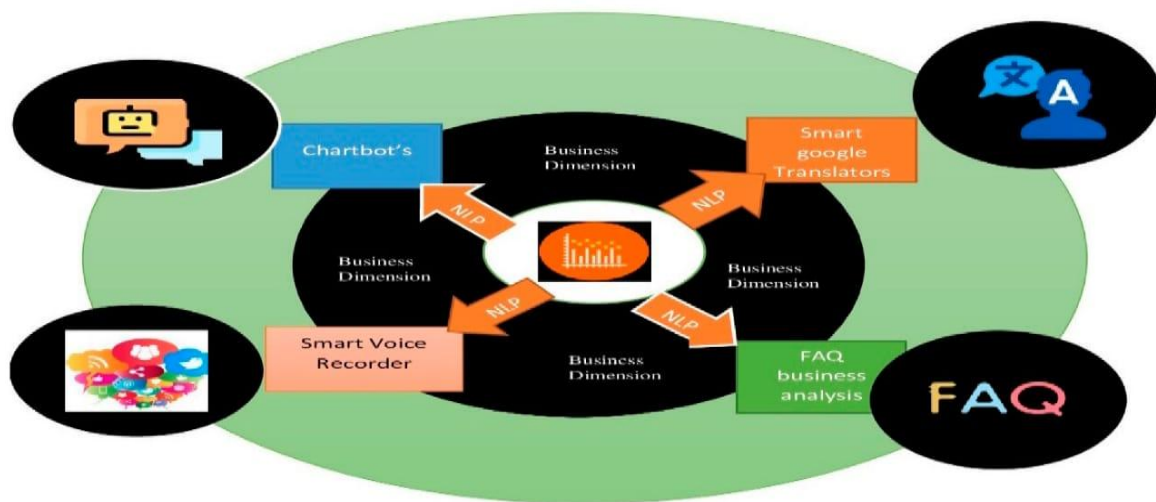 Chartbot's
Business
Dimension
Smart
google
Translators
文
A
NLP
NLP
Business
Dimension
Business
Dimension
NLP
NLP
Smart Voice
Recorder
Business
Dimension
FAQ
business
analysis
FAQ